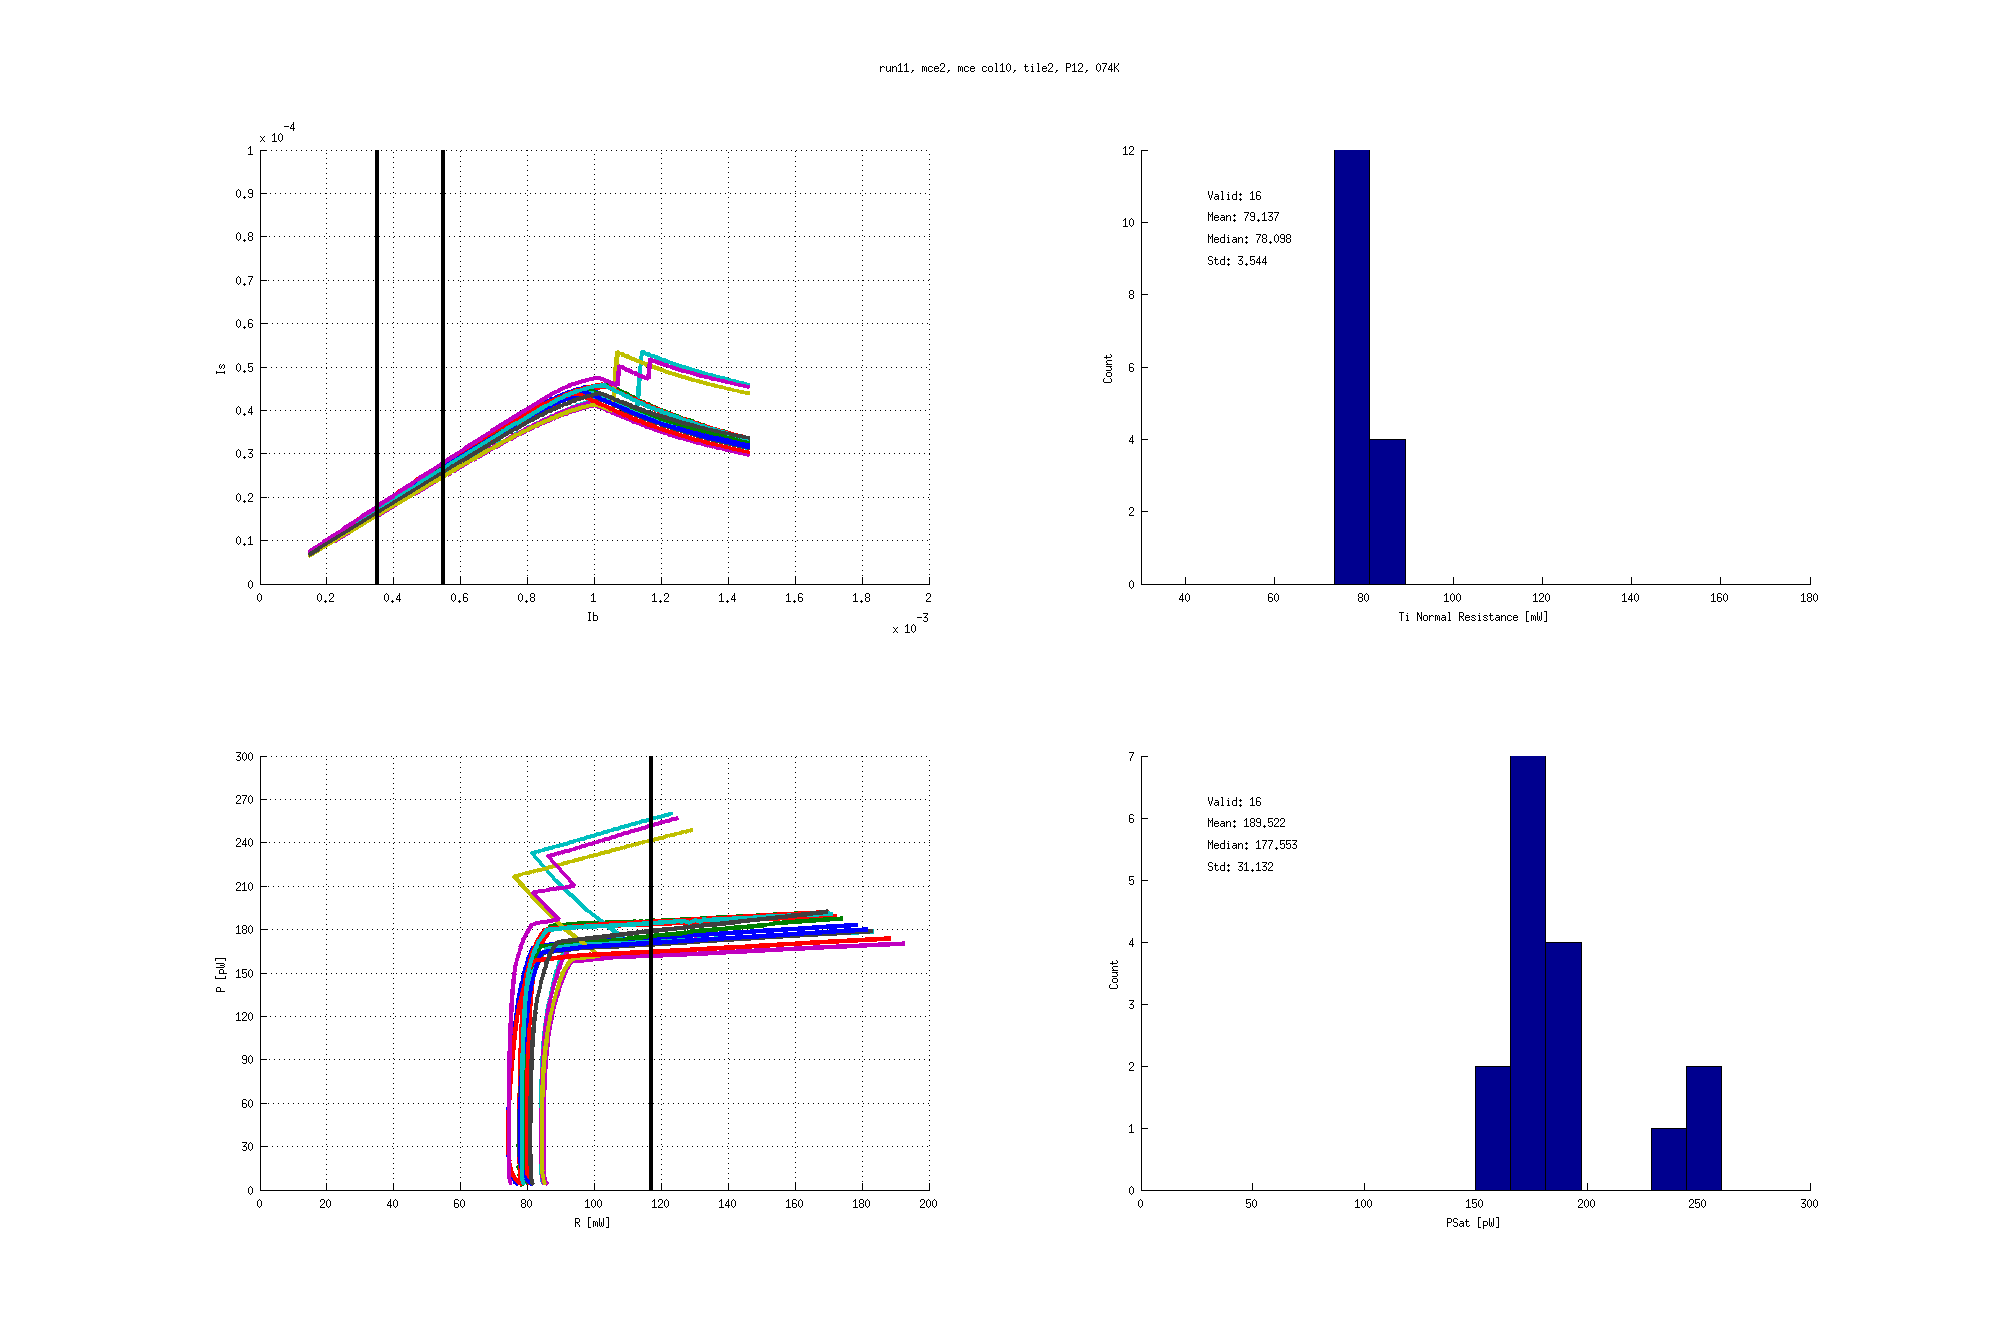 run11, mce2, mce col10, tile2, P12, 074K
x 10^-4
1
0.9
0.8
0.7
0.6
0.5
0.4
0.3
0.2
0.1
0
Is
0 0.2 0.4 0.6 0.8 1 1.2 1.4 1.6 1.8 2
Ib
x 10^-3
12
10
8
6
4
2
0
Count
Valid: 16
Mean: 79.137
Median: 78.098
Std: 3.544
40 60 80 100 120 140 160 180
Ti Normal Resistance [mW]
300
270
240
210
180
150
120
90
60
30
0
P [pW]
0 20 40 60 80 100 120 140 160 180 200
R [mW]
7
6
5
4
3
2
1
0
Count
Valid: 16
Mean: 189.522
Median: 177.553
Std: 31.132
0 50 100 150 200 250 300
PSat [pW]